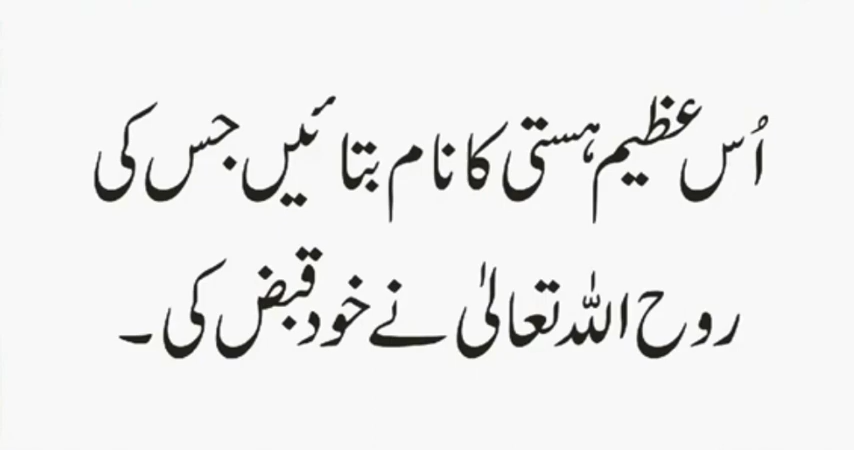 اُس عظیم ہستی کا نام بتائیں جس کی
روح اللہ تعالیٰ نے خود قبض کی۔